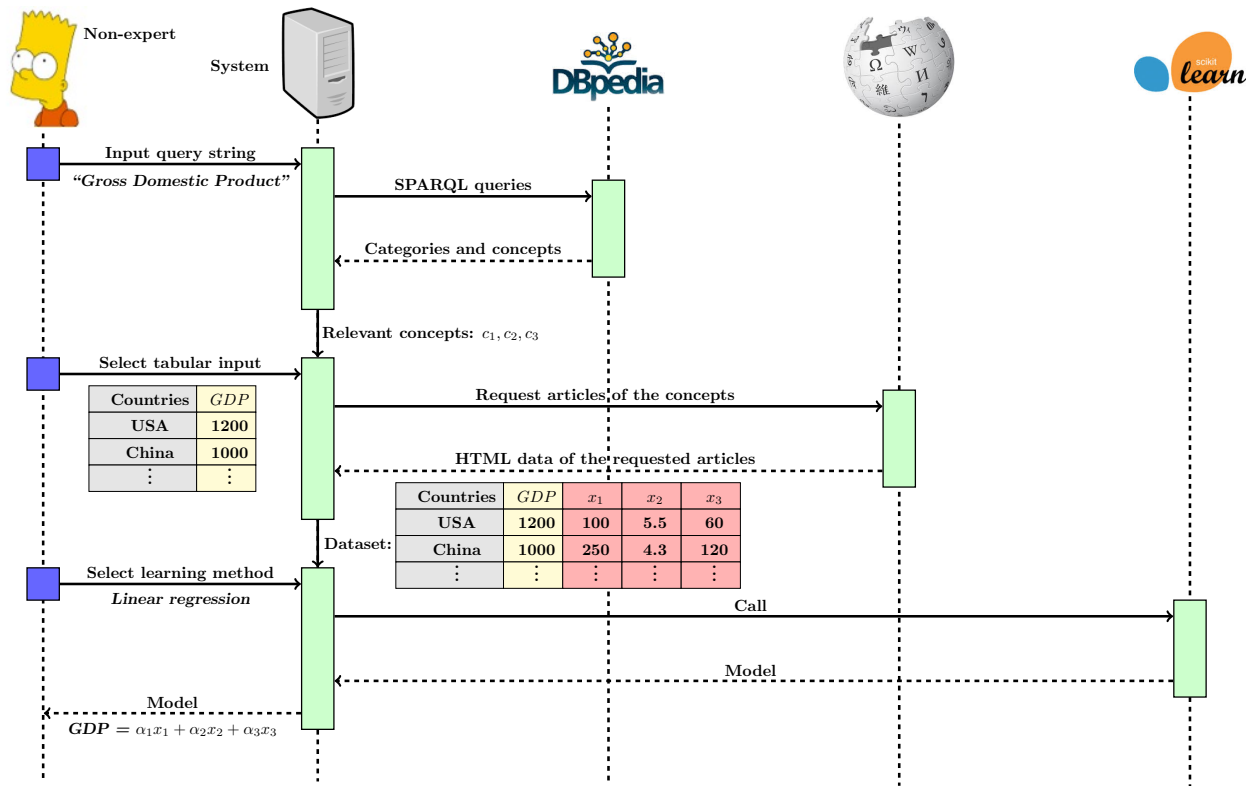 Non-expert
System
DBpedia
Ω
W
И
維
7
scikit
learn
Input query string
“Gross Domestic Product”
SPARQL queries
Categories and concepts
Relevant concepts: c₁, c₂, c₃
Select tabular input
Countries GDP
USA 1200
China 1000
⋮ ⋮
Request articles of the concepts
HTML data of the requested articles
Dataset:
Countries GDP x₁ x₂ x₃
USA 1200 100 5.5 60
China 1000 250 4.3 120
⋮ ⋮ ⋮ ⋮ ⋮
Select learning method
Linear regression
Call
Model
Model
GDP = α₁x₁ + α₂x₂ + α₃x₃